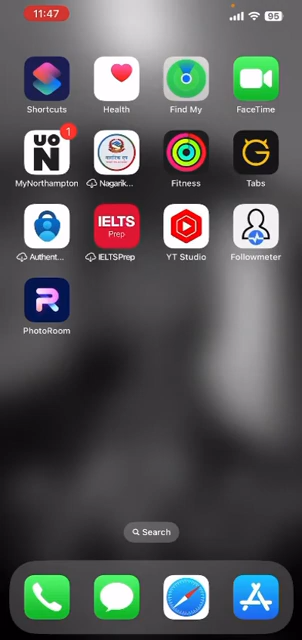 11:47
95
Shortcuts
Health
Find My
FaceTime
UO
N
1
MyNorthampton
Nagarik...
Fitness
Tabs
Authent...
IELTS
Prep
IELTSPrep
YT Studio
Followmeter
PhotoRoom
Search